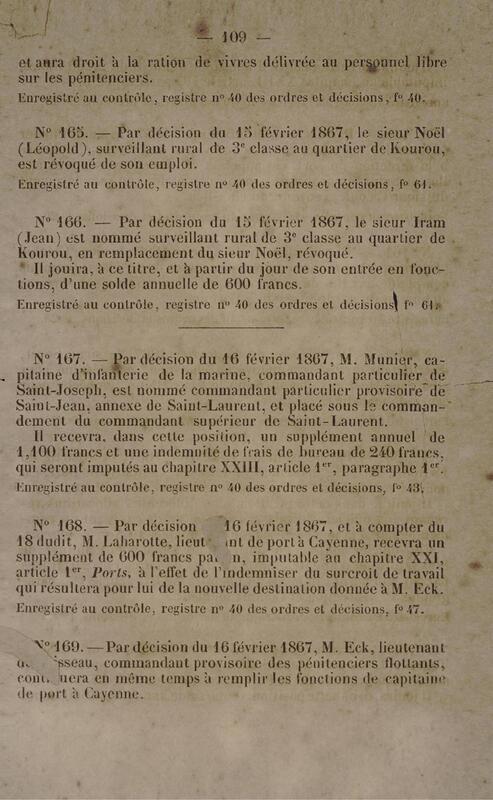 — 109 —
et aura droit à la ration de vivres délivrée au personnel libre
sur les pénitenciers.
Enregistré au contrôle, registre n° 40 des ordres et décisions, f° 40.
N° 165. — Par décision du 15 février 1867, le sieur Noël
(Léopold), surveillant rural de 3e classe au quartier de Kourou,
est révoqué de son emploi.
Enregistré au contrôle, registre n° 40 des ordres et décisions, f° 61.
N° 166. — Par décision du 15 février 1867, le sieur Iram
(Jean) est nommé surveillant rural de 3e classe au quartier de
Kourou, en remplacement du sieur Noël, révoqué.
Il jouira, à ce titre, et à partir du jour de son entrée en fonc-
tions, d'une solde annuelle de 600 francs.
Enregistré au contrôle, registre n° 40 des ordres et décisions, f° 61.
N° 167. — Par décision du 16 février 1867, M. Munier, ca-
pitaine d'infanterie de la marine, commandant particulier de
Saint-Joseph, est nommé commandant particulier provisoire de
Saint-Jean, annexe de Saint-Laurent, et placé sous le comman-
dement du commandant supérieur de Saint-Laurent.
Il recevra, dans cette position, un supplément annuel de
1,100 francs et une indemnité de frais de bureau de 240 francs,
qui seront imputés au chapitre XXIII, article 1er, paragraphe 1er.
Enregistré au contrôle, registre n° 40 des ordres et décisions, f° 43.
N° 168. — Par décision 16 février 1867, et à compter du
18 dudit, M. Laharotte, lieut nt de port à Cayenne, recevra un
supplément de 600 francs pa n, imputable au chapitre XXI,
article 1er, Ports, à l'effet de l'indemniser du surcroit de travail
qui résultera pour lui de la nouvelle destination donnée à M. Eck.
Enregistré au contrôle, registre n° 40 des ordres et décisions, f° 47.
N° 169. — Par décision du 16 février 1867, M. Eck, lieutenant
sseau, commandant provisoire des pénitenciers flottants,
con uera en même temps à remplir les fonctions de capitaine
de port à Cayenne.